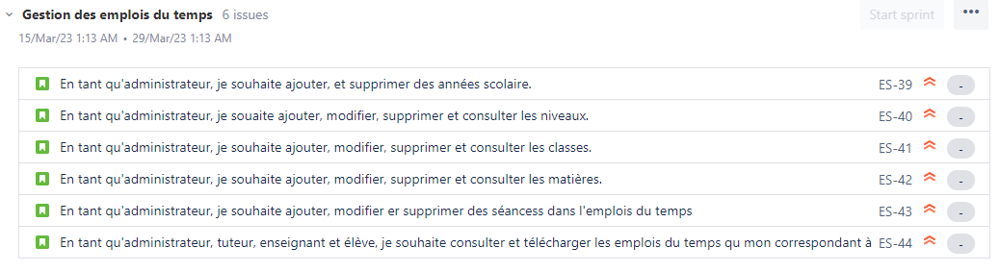 Gestion des emplois du temps 6 issues Start sprint •••
15/Mar/23 1:13 AM • 29/Mar/23 1:13 AM
En tant qu'administrateur, je souhaite ajouter, et supprimer des années scolaire. ES-39 -
En tant qu'administrateur, je souaite ajouter, modifier, supprimer et consulter les niveaux. ES-40 -
En tant qu'administrateur, je souhaite ajouter, modifier, supprimer et consulter les classes. ES-41 -
En tant qu'administrateur, je souhaite ajouter, modifier, supprimer et consulter les matières. ES-42 -
En tant qu'administrateur, je souhaite ajouter, modifier er supprimer des séancess dans l'emplois du temps ES-43 -
En tant qu'administrateur, tuteur, enseignant et élève, je souhaite consulter et télécharger les emplois du temps qu mon correspondant à ES-44 -